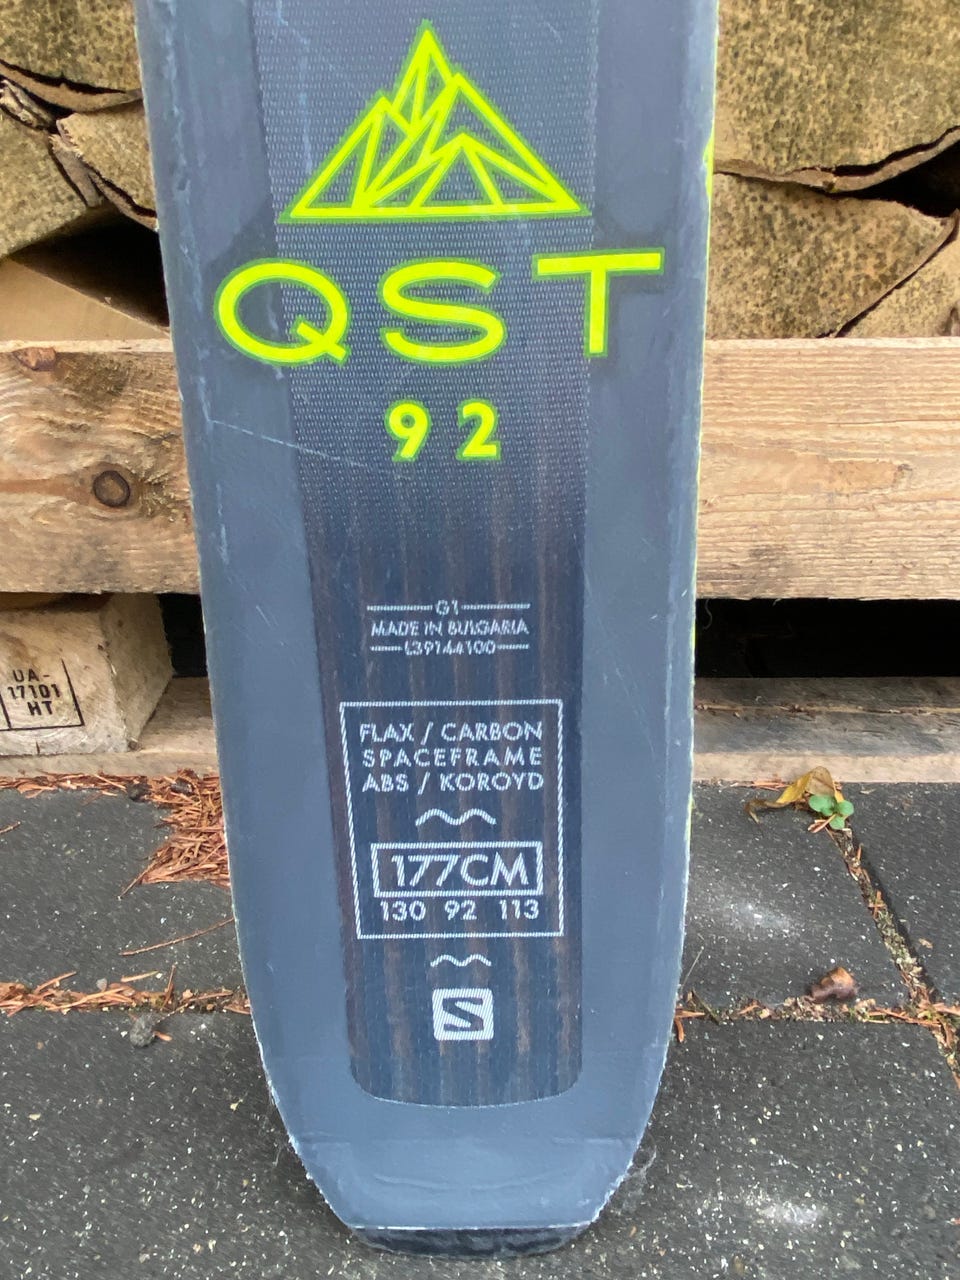 QST
92
G1
MADE IN BULGARIA
L39144100
UA-
17101
HT
FLAX / CARBON
SPACEFRAME
ABS / KOROYD
177CM
130 92 113
S